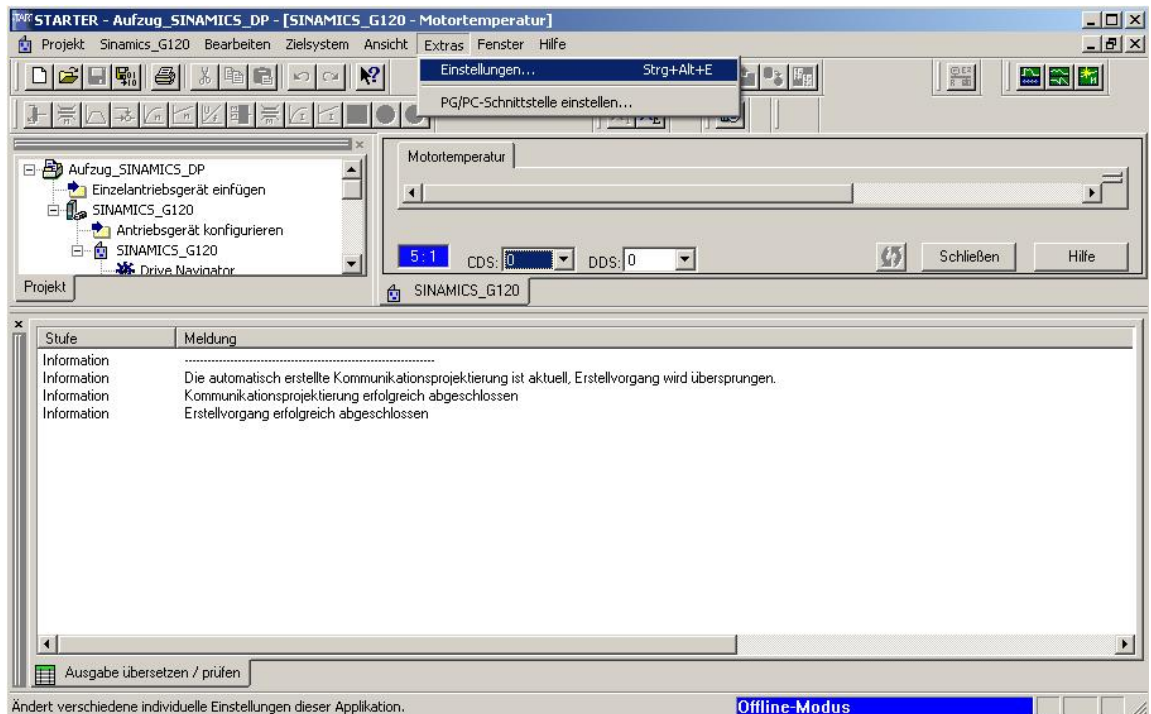 STARTER - Aufzug_SINAMICS_DP - [SINAMICS_G120 - Motortemperatur]
Projekt Sinamics_G120 Bearbeiten Zielsystem Ansicht Extras Fenster Hilfe
Einstellungen... Strg+Alt+E
PG/PC-Schnittstelle einstellen...
Aufzug_SINAMICS_DP
Einzelantriebsgerät einfügen
SINAMICS_G120
Antriebsgerät konfigurieren
SINAMICS_G120
Drive Navigator
Projekt
Motortemperatur
5:1 CDS: 0 DDS: 0 Schließen Hilfe
SINAMICS_G120
Stufe Meldung
Information ------------------------------------------------------------
Information Die automatisch erstellte Kommunikationsprojektierung ist aktuell, Erstellvorgang wird übersprungen.
Information Kommunikationsprojektierung erfolgreich abgeschlossen
Information Erstellvorgang erfolgreich abgeschlossen
Ausgabe übersetzen / prüfen
Ändert verschiedene individuelle Einstellungen dieser Applikation. Offline-Modus